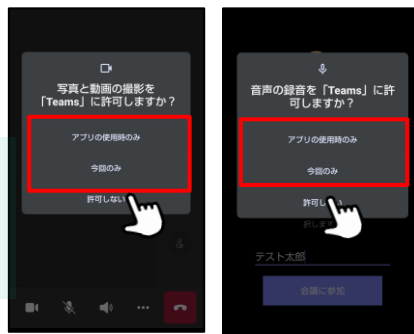 写真と動画の撮影を
「Teams」に許可しますか？
アプリの使用時のみ
今回のみ
許可しない
音声の録音を「Teams」に許
可しますか？
アプリの使用時のみ
今回のみ
許可し い
択しま
テスト太郎
会議に参加